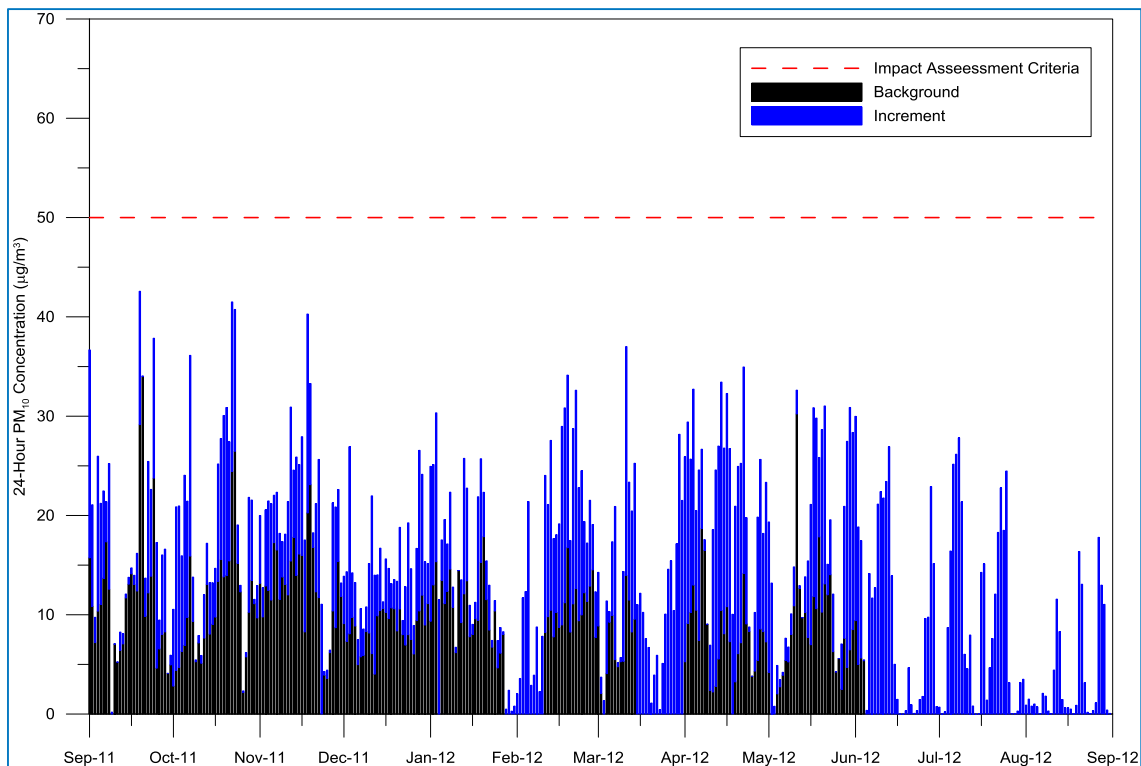 70
60
50
40
30
20
10
0
24-Hour PM10 Concentration (µg/m³)
Impact Asseessment Criteria
Background
Increment
Sep-11 Oct-11 Nov-11 Dec-11 Jan-12 Feb-12 Mar-12 Apr-12 May-12 Jun-12 Jul-12 Aug-12 Sep-12